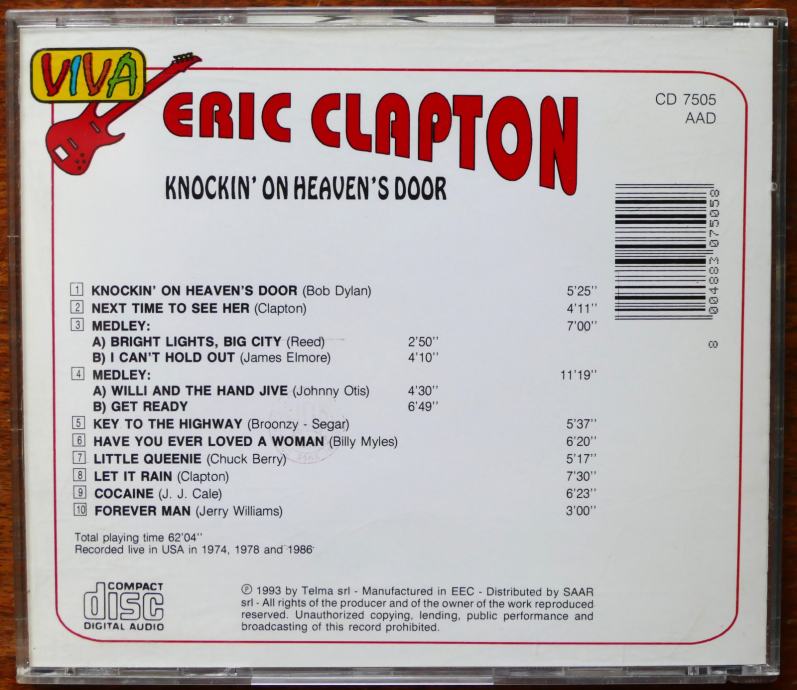 VIVA
ERIC CLAPTON
KNOCKIN' ON HEAVEN'S DOOR
CD 7505
AAD
1 KNOCKIN' ON HEAVEN'S DOOR (Bob Dylan) 5'25''
2 NEXT TIME TO SEE HER (Clapton) 4'11''
3 MEDLEY: 7'00''
A) BRIGHT LIGHTS, BIG CITY (Reed) 2'50''
B) I CAN'T HOLD OUT (James Elmore) 4'10''
4 MEDLEY: 11'19''
A) WILLI AND THE HAND JIVE (Johnny Otis) 4'30''
B) GET READY 6'49''
5 KEY TO THE HIGHWAY (Broonzy - Segar) 5'37''
6 HAVE YOU EVER LOVED A WOMAN (Billy Myles) 6'20''
7 LITTLE QUEENIE (Chuck Berry) 5'17''
8 LET IT RAIN (Clapton) 7'30''
9 COCAINE (J. J. Cale) 6'23''
10 FOREVER MAN (Jerry Williams) 3'00''
8 004883 075058
Total playing time 62'04''
Recorded live in USA in 1974, 1978 and 1986
COMPACT
disc
DIGITAL AUDIO
℗ 1993 by Telma srl - Manufactured in EEC - Distributed by SAAR
srl - All rights of the producer and of the owner of the work reproduced
reserved. Unauthorized copying, lending, public performance and
broadcasting of this record prohibited.